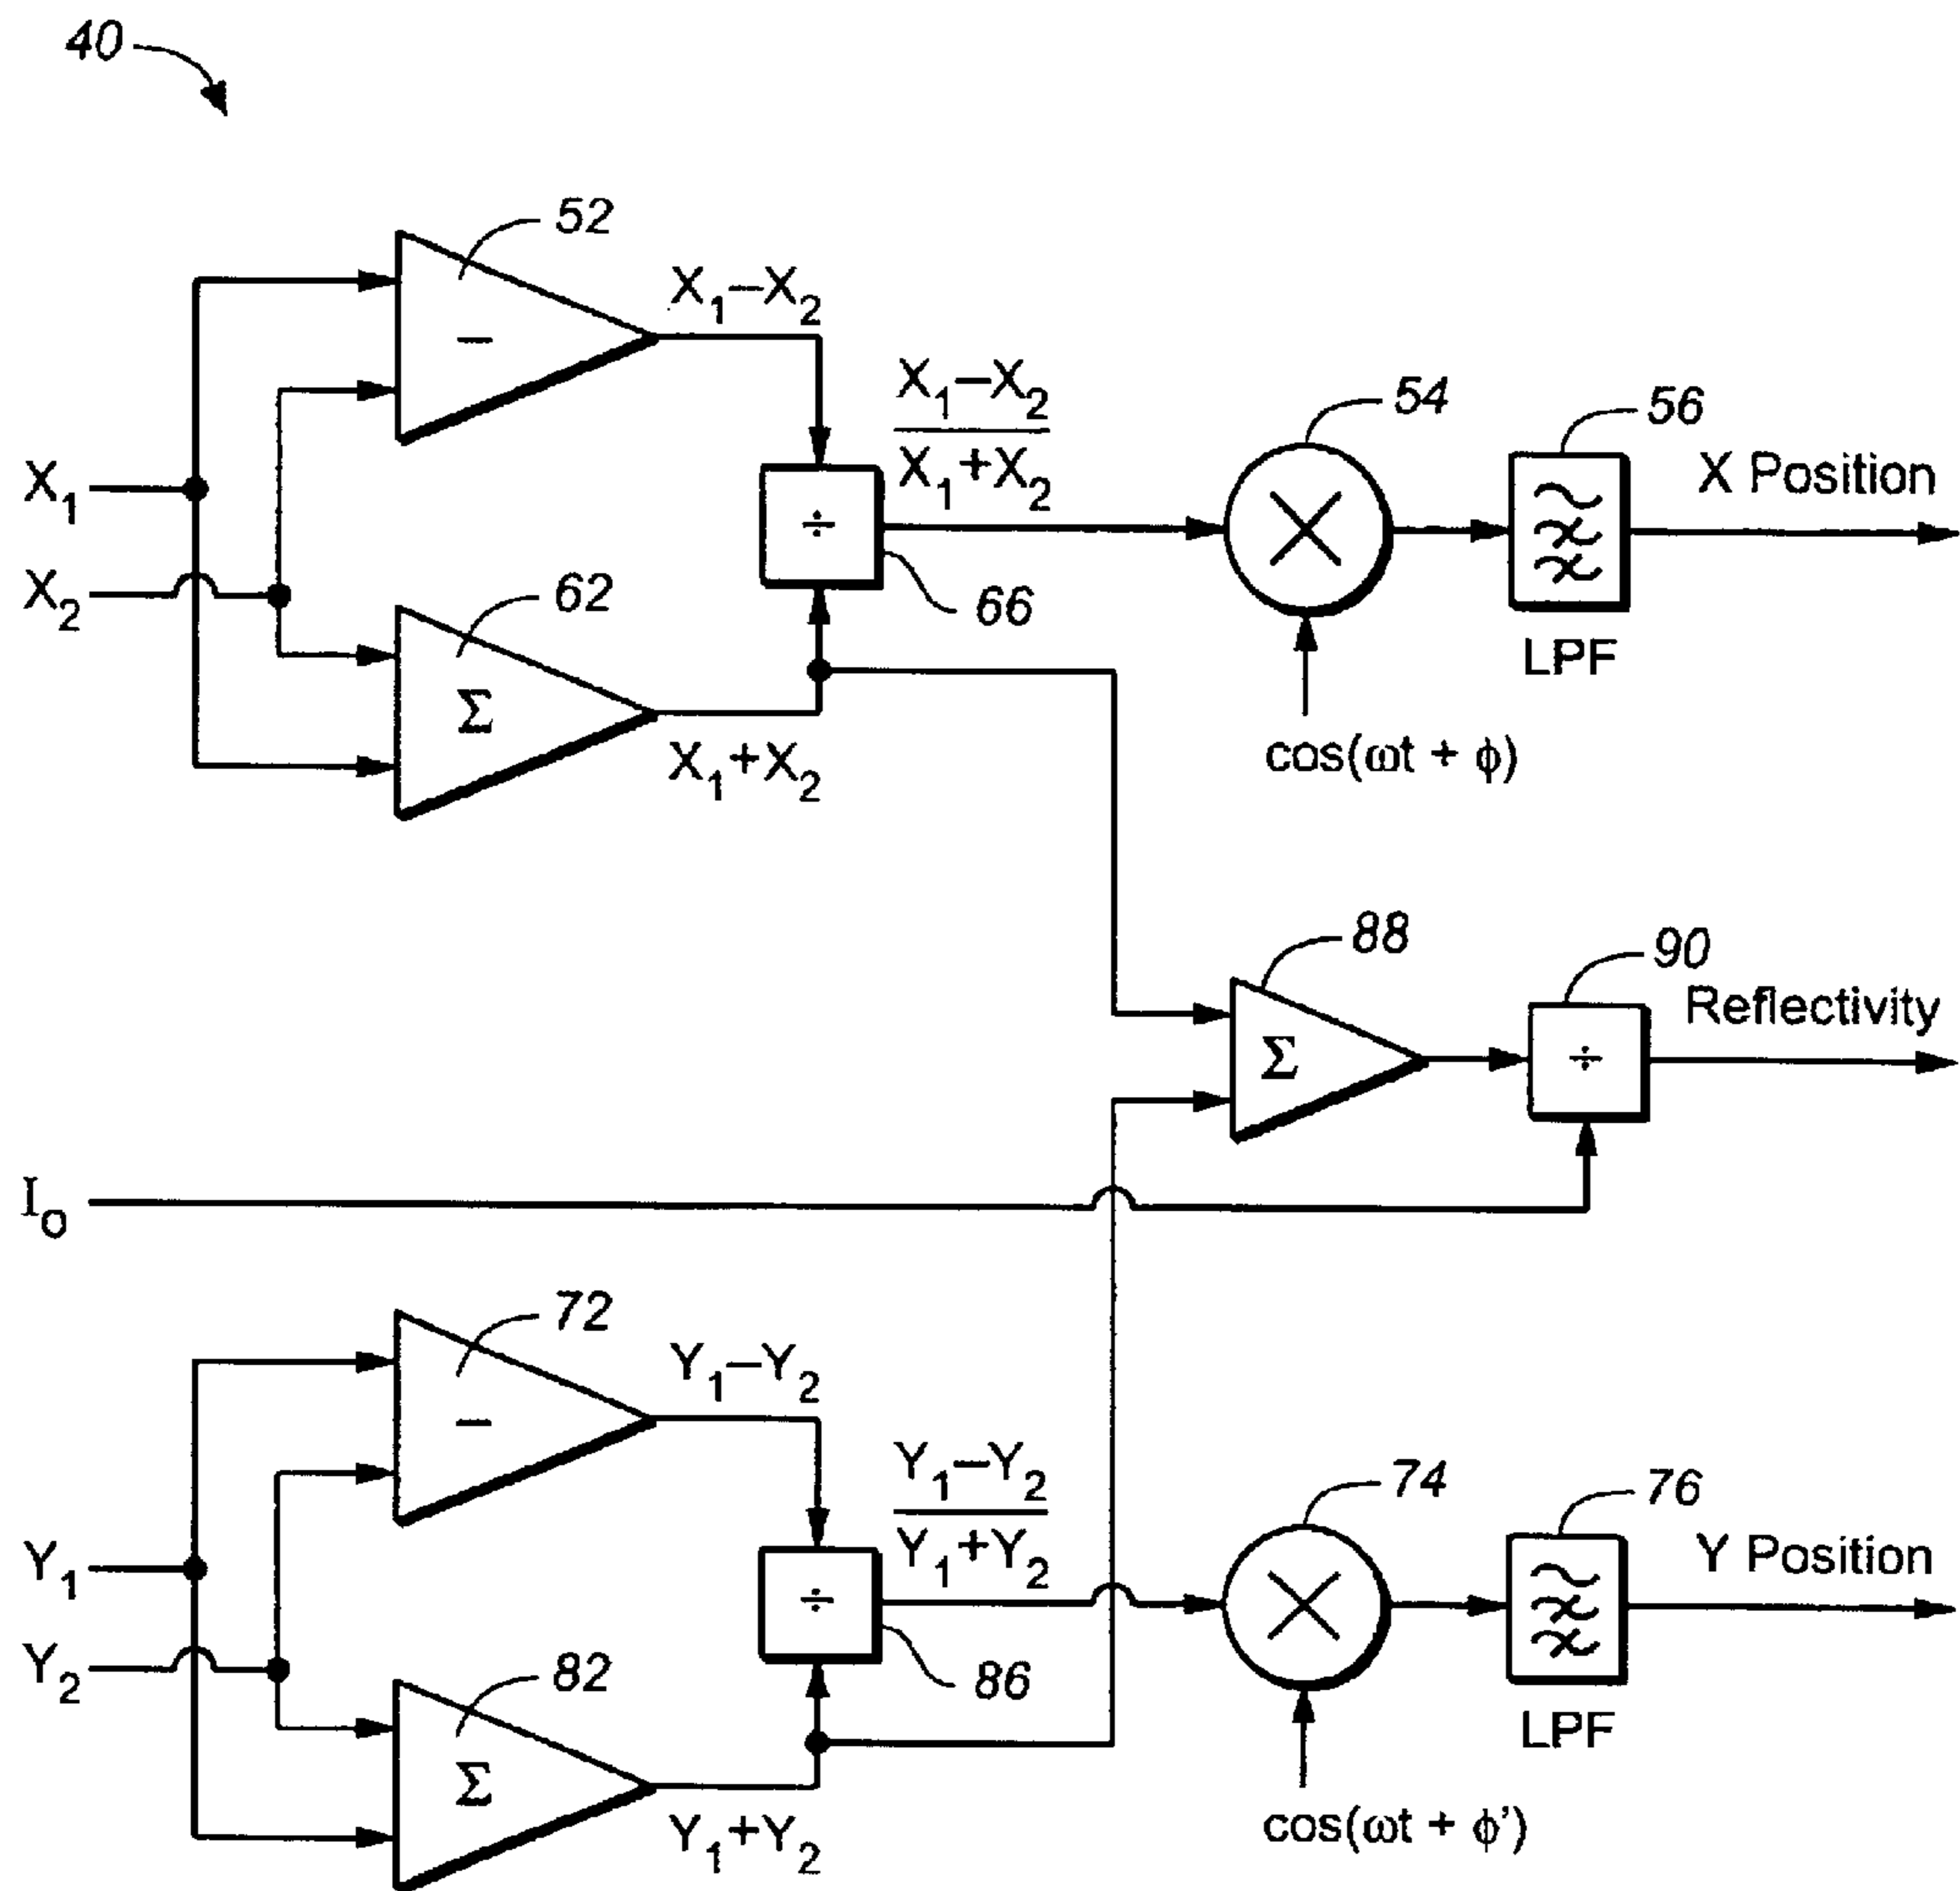 40
52
X₁–X₂
X₁–X₂
X₁+X₂
54
56
X Position
X₁
–
÷
X₂
62
66
LPF
Σ
X₁+X₂
cos(ωt + ϕ)
88
90
Reflectivity
Σ
÷
I₀
72
Y₁–Y₂
–
Y₁–Y₂
Y₁+Y₂
74
76
Y Position
Y₁
÷
Y₂
82
86
LPF
Σ
Y₁+Y₂
cos(ωt + ϕ')